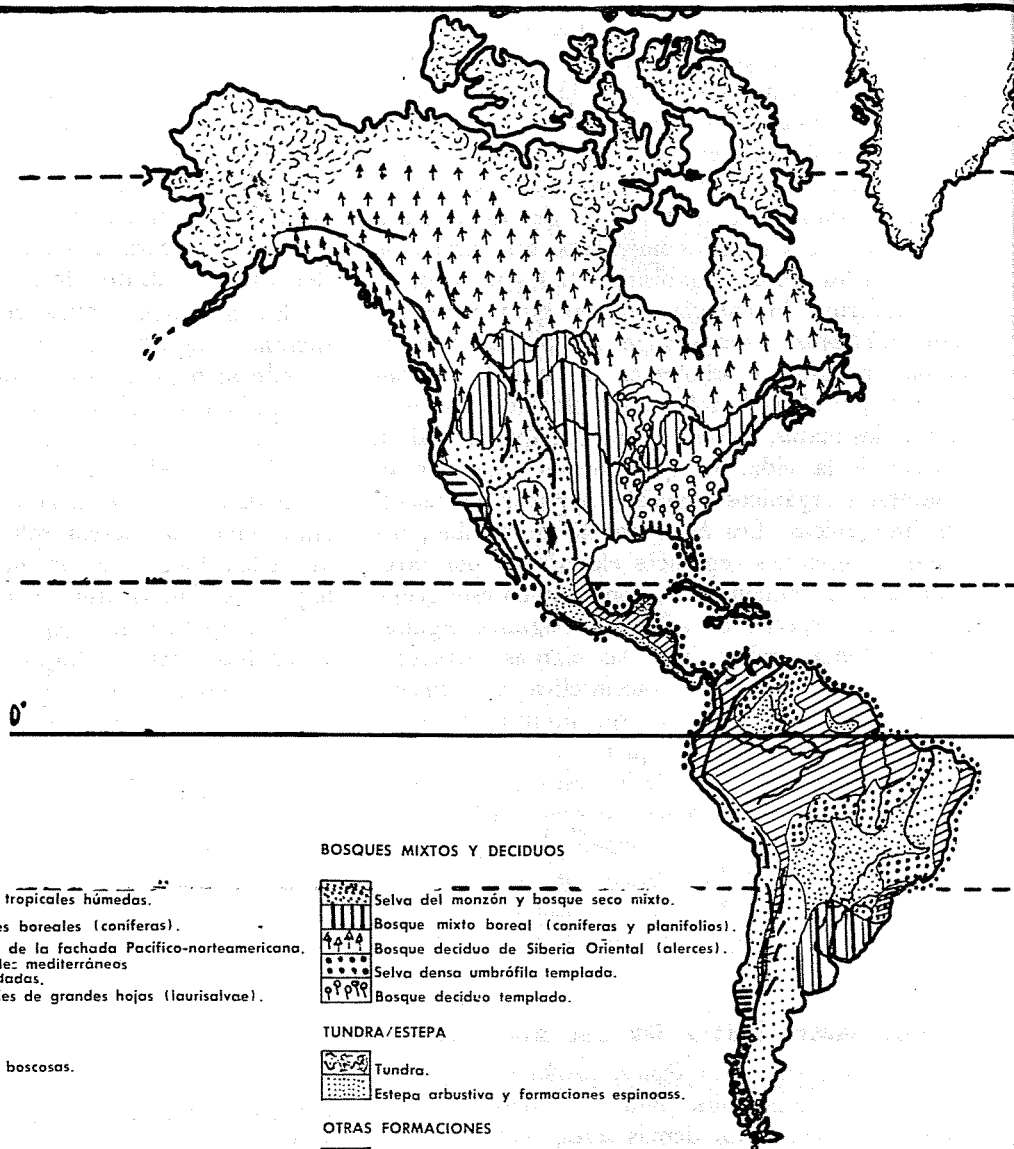 0°
tropicales húmedas.
es boreales (coníferas).
de la fachada Pacífico-norteamericana.
les mediterráneos
dadas.
es de grandes hojas (laurisalvae).
boscosas.
BOSQUES MIXTOS Y DECIDUOS
Selva del monzón y bosque seco mixto.
Bosque mixto boreal (coníferas y planifolios).
Bosque deciduo de Siberia Oriental (alerces).
Selva densa umbrófila templada.
Bosque deciduo templado.
TUNDRA/ESTEPA
Tundra.
Estepa arbustiva y formaciones espinoass.
OTRAS FORMACIONES